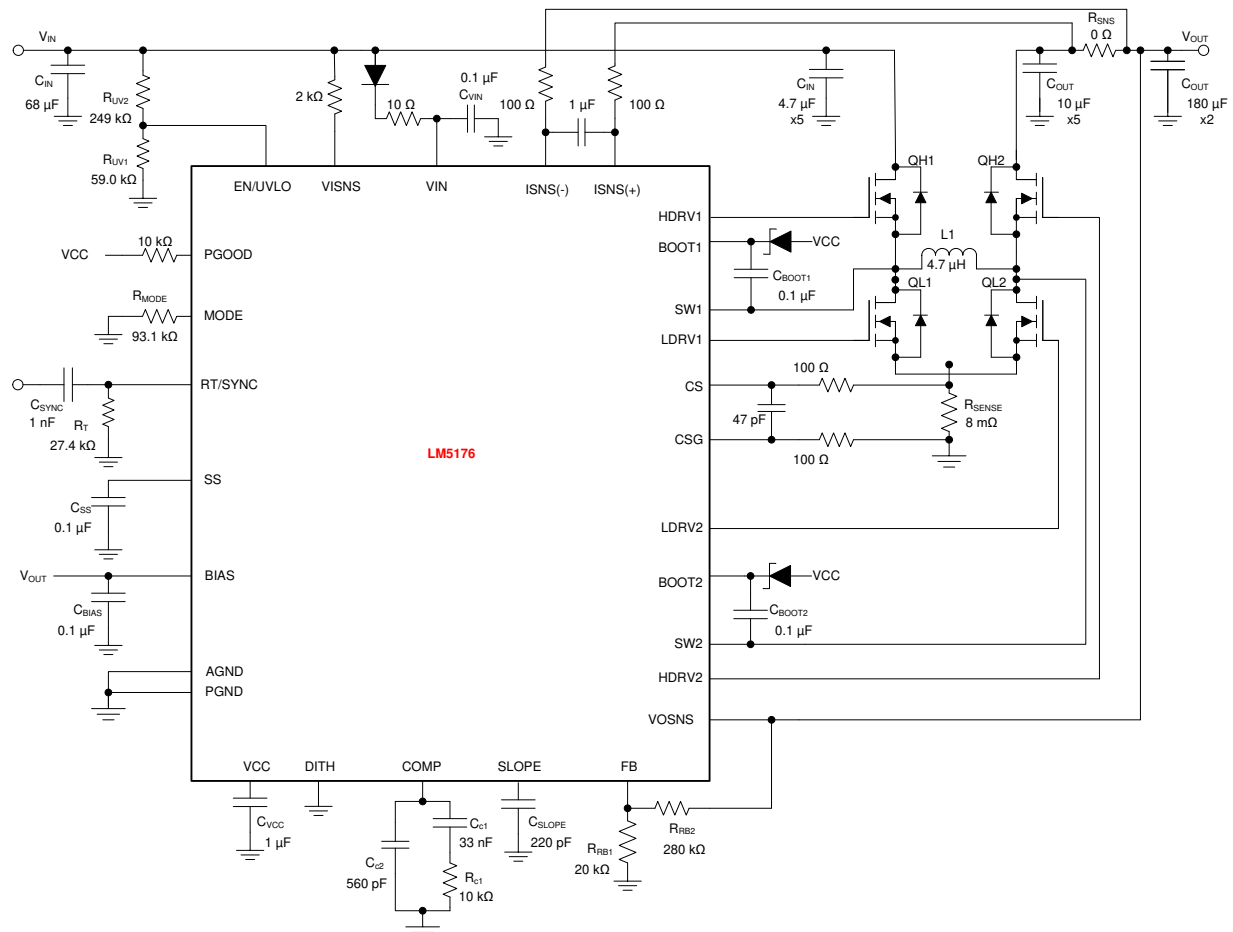 VIN
CIN
68 µF
RUV2
249 kΩ
RUV1
59.0 kΩ
2 kΩ
10 Ω
0.1 µF
CVIN
100 Ω
1 µF
100 Ω
CIN
4.7 µF
x5
RSNS
0 Ω
VOUT
COUT
10 µF
x5
COUT
180 µF
x2
EN/UVLO
VISNS
VIN
ISNS(-)
ISNS(+)
QH1
QH2
HDRV1
VCC
10 kΩ
PGOOD
BOOT1
VCC
L1
4.7 µH
CBOOT1
0.1 µF
RMODE
93.1 kΩ
MODE
SW1
QL1
QL2
LDRV1
RT/SYNC
CSYNC
1 nF
RT
27.4 kΩ
CS
100 Ω
47 pF
RSENSE
8 mΩ
CSG
100 Ω
LM5176
SS
CSS
0.1 µF
LDRV2
VOUT
BIAS
CBIAS
0.1 µF
BOOT2
VCC
CBOOT2
0.1 µF
SW2
AGND
PGND
HDRV2
VOSNS
VCC
DITH
COMP
SLOPE
FB
CVCC
1 µF
Cc1
33 nF
Cc2
560 pF
Rc1
10 kΩ
CSLOPE
220 pF
RRB1
20 kΩ
RRB2
280 kΩ